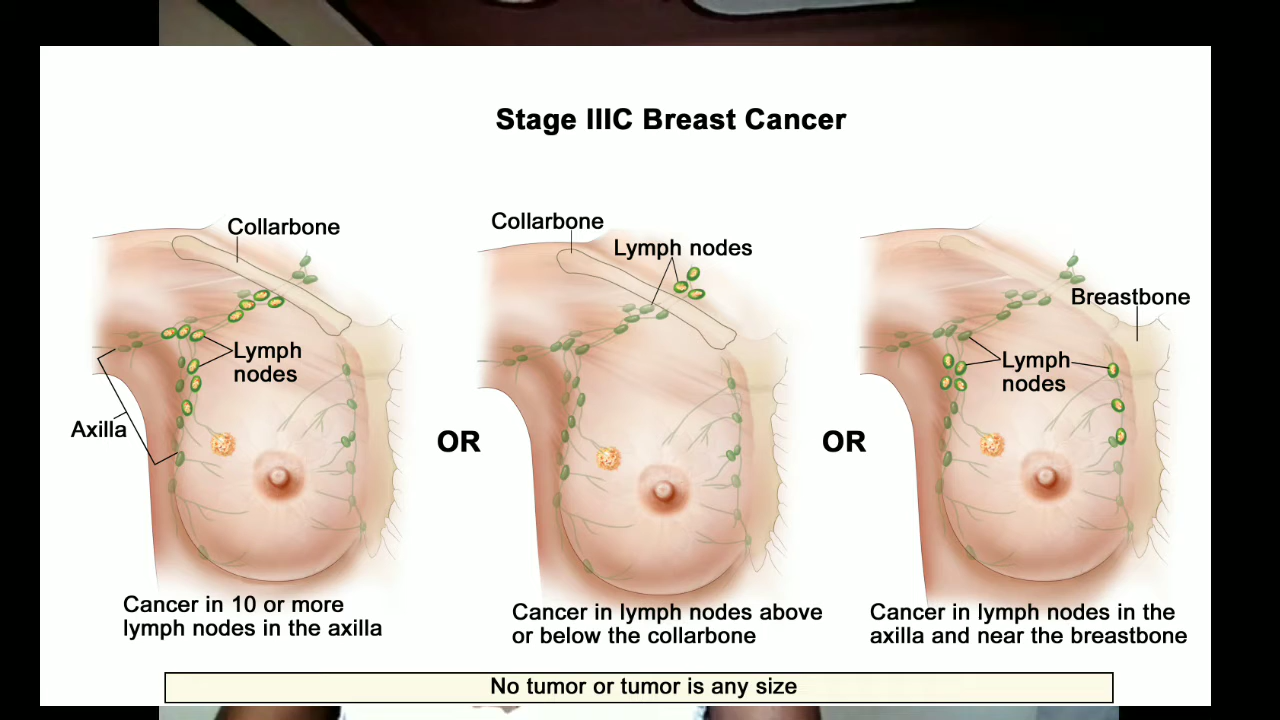 Stage IIIC Breast Cancer
Collarbone
Lymph
nodes
Axilla
Cancer in 10 or more
lymph nodes in the axilla
OR
Collarbone
Lymph nodes
Cancer in lymph nodes above
or below the collarbone
OR
Breastbone
Lymph
nodes
Cancer in lymph nodes in the
axilla and near the breastbone
No tumor or tumor is any size